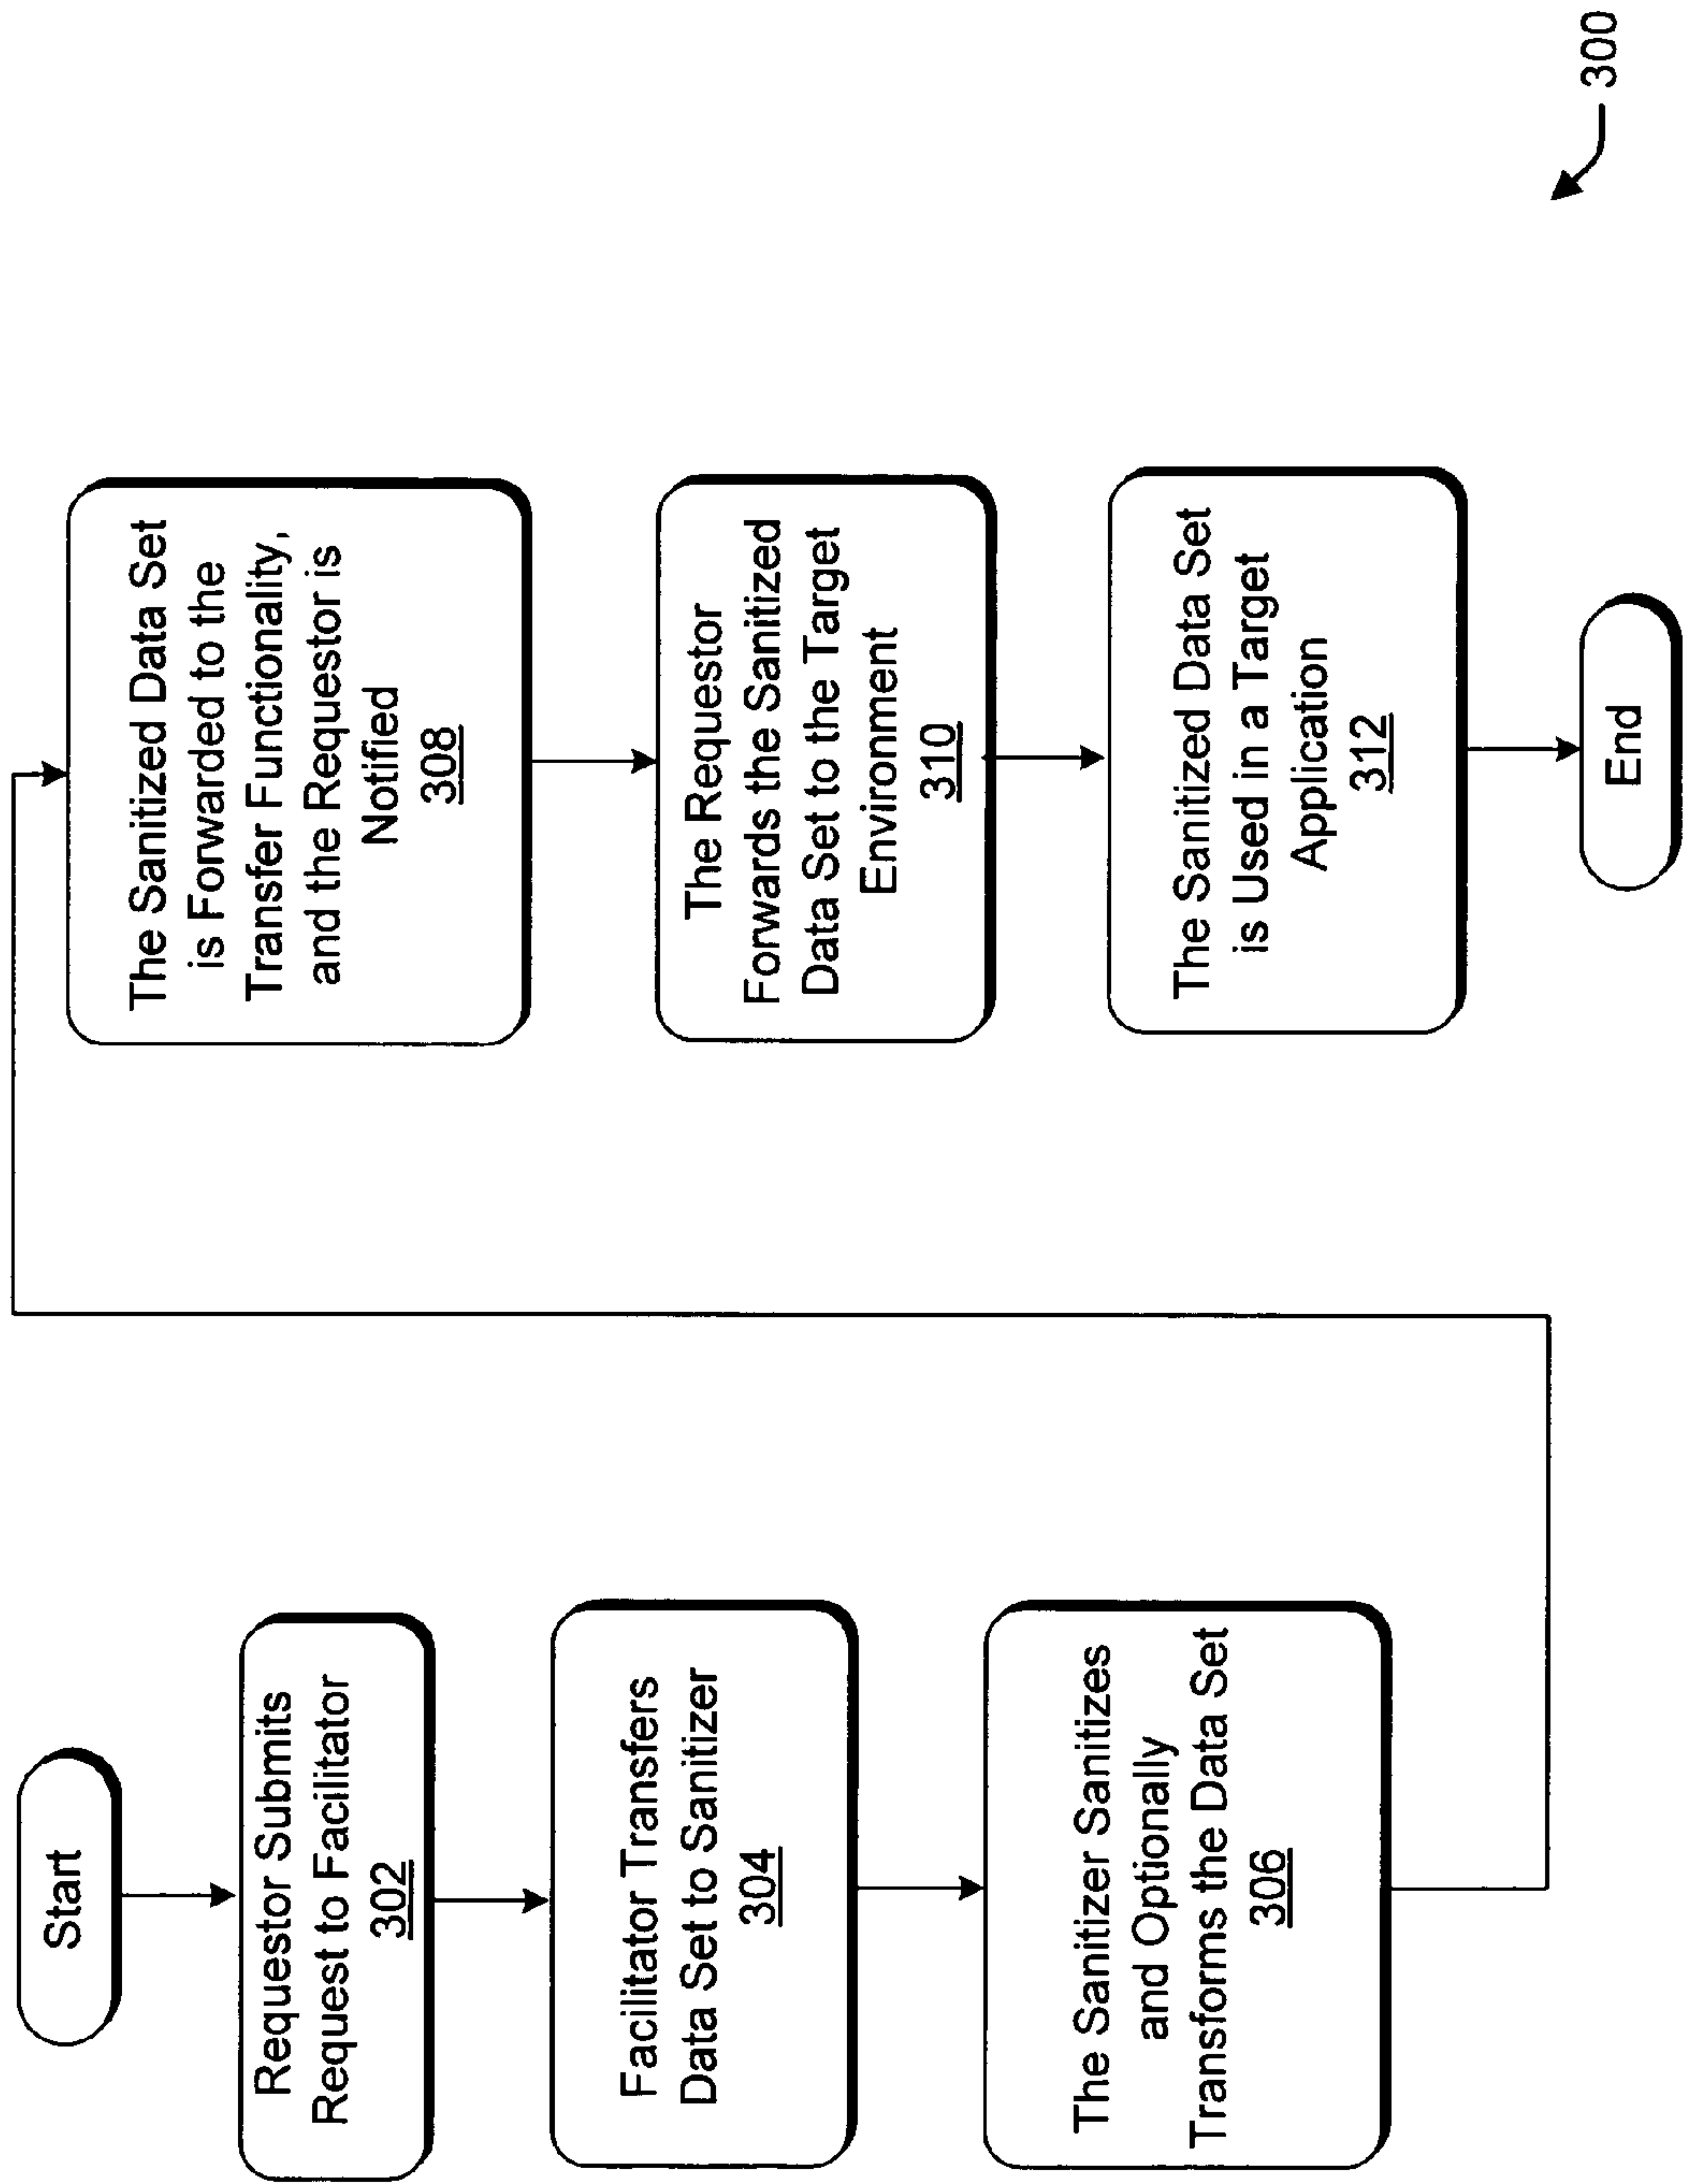 Start
Requestor Submits
Request to Facilitator
302
Facilitator Transfers
Data Set to Sanitizer
304
The Sanitizer Sanitizes
and Optionally
Transforms the Data Set
306
The Sanitized Data Set
is Forwarded to the
Transfer Functionality,
and the Requestor is
Notified
308
The Requestor
Forwards the Sanitized
Data Set to the Target
Environment
310
The Sanitized Data Set
is Used in a Target
Application
312
End
300